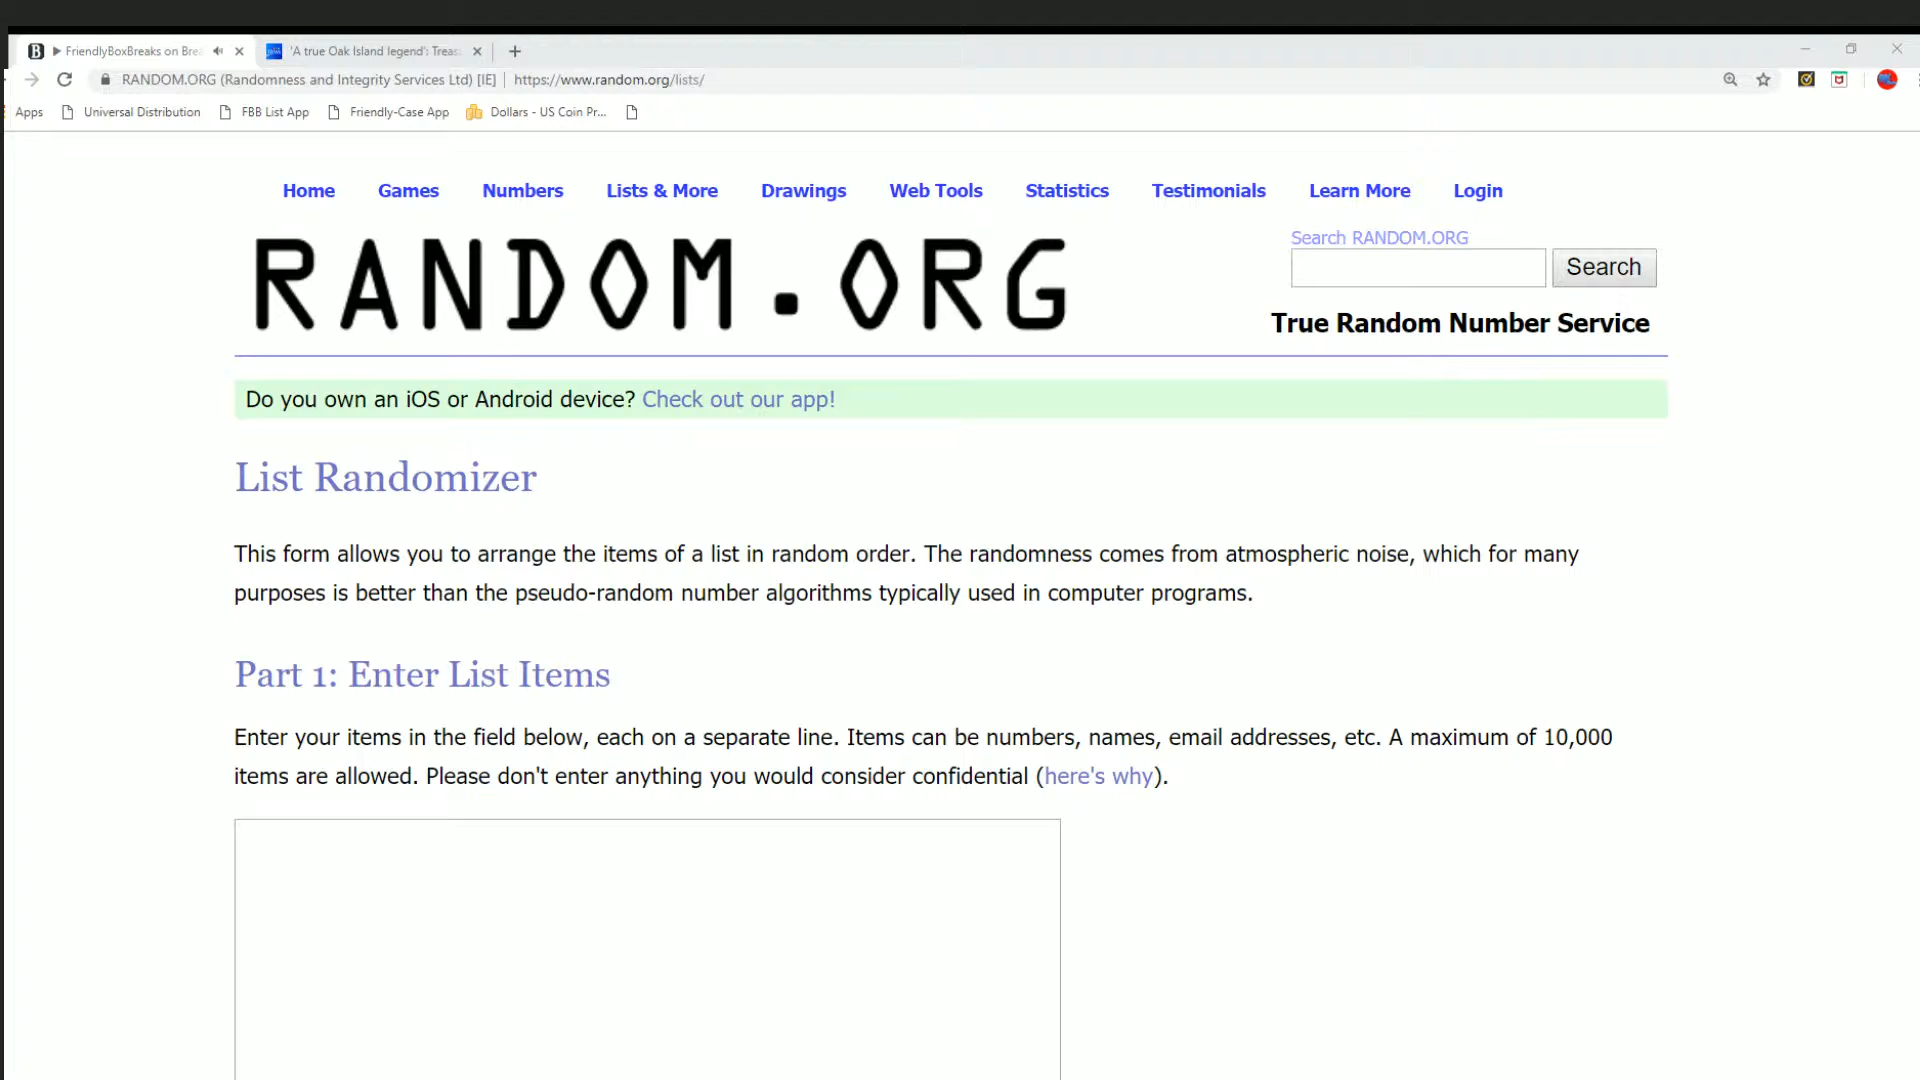 FriendlyBoxBreaks on Brea
'A true Oak Island legend': Treas
RANDOM.ORG (Randomness and Integrity Services Ltd) [IE] | https://www.random.org/lists/
Apps Universal Distribution FBB List App Friendly-Case App Dollars - US Coin Pr...
Home Games Numbers Lists & More Drawings Web Tools Statistics Testimonials Learn More Login
RANDOM.ORG
Search RANDOM.ORG
Search
True Random Number Service
Do you own an iOS or Android device? Check out our app!
List Randomizer
This form allows you to arrange the items of a list in random order. The randomness comes from atmospheric noise, which for many
purposes is better than the pseudo-random number algorithms typically used in computer programs.
Part 1: Enter List Items
Enter your items in the field below, each on a separate line. Items can be numbers, names, email addresses, etc. A maximum of 10,000
items are allowed. Please don't enter anything you would consider confidential (here's why).